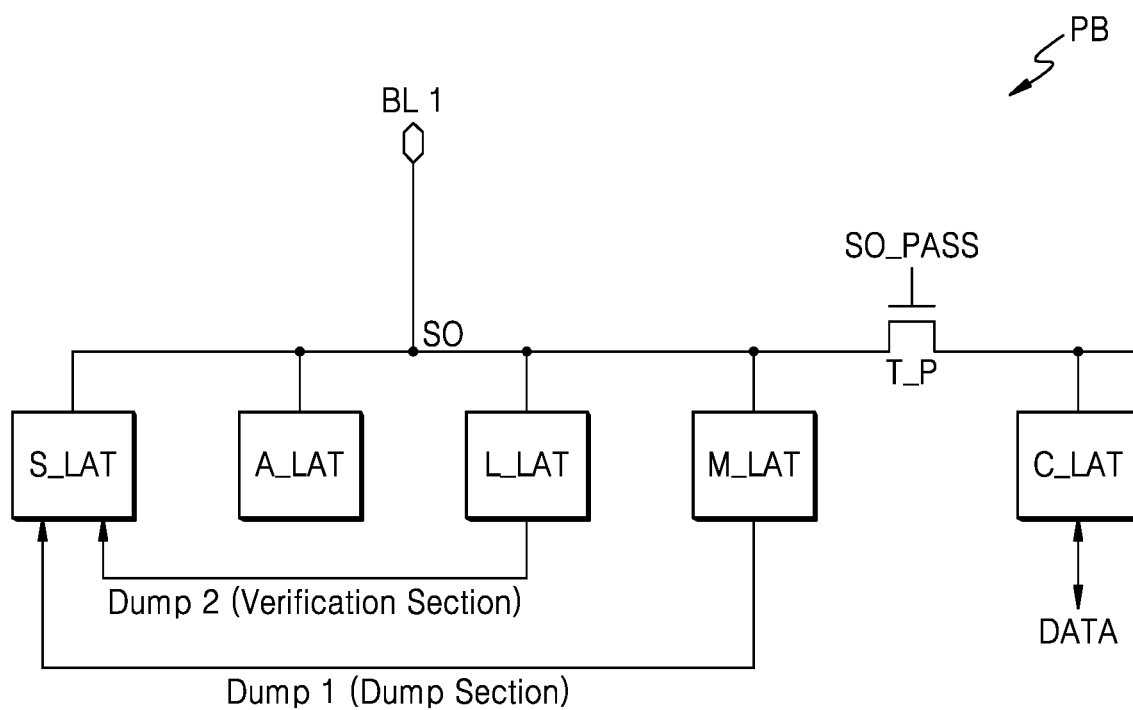 PB
BL 1
SO_PASS
SO
T_P
S_LAT
A_LAT
L_LAT
M_LAT
C_LAT
Dump 2 (Verification Section)
DATA
Dump 1 (Dump Section)